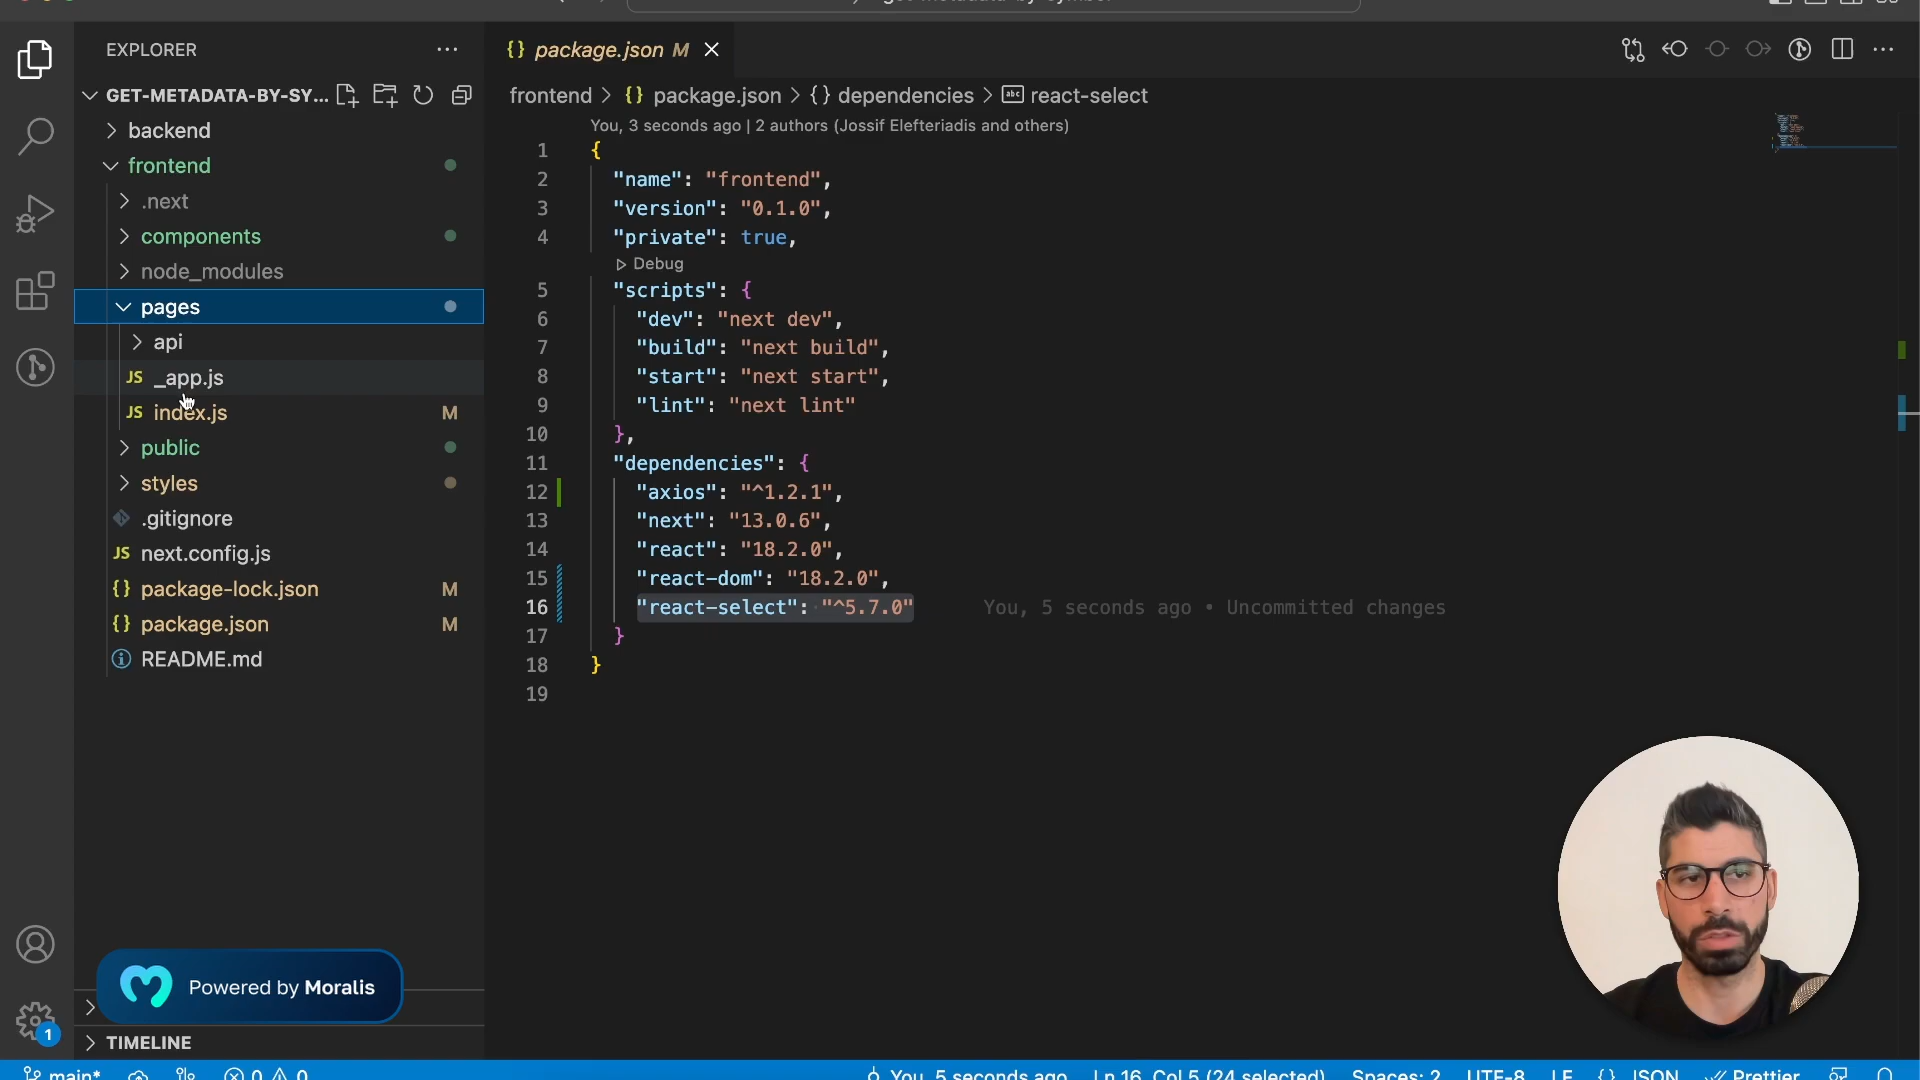 EXPLORER
GET-METADATA-BY-SY...
backend
frontend
.next
components
node_modules
pages
api
JS _app.js
JS index.js M
public
styles
.gitignore
JS next.config.js
{} package-lock.json M
{} package.json M
README.md
Powered by Moralis
TIMELINE
1
{} package.json M
frontend > {} package.json > {} dependencies > abc react-select
You, 3 seconds ago | 2 authors (Jossif Elefteriadis and others)
1 {
2 "name": "frontend",
3 "version": "0.1.0",
4 "private": true,
Debug
5 "scripts": {
6 "dev": "next dev",
7 "build": "next build",
8 "start": "next start",
9 "lint": "next lint"
10 },
11 "dependencies": {
12 "axios": "^1.2.1",
13 "next": "13.0.6",
14 "react": "18.2.0",
15 "react-dom": "18.2.0",
16 "react-select": "^5.7.0" You, 5 seconds ago • Uncommitted changes
17 }
18 }
19
main* 0 0 You, 5 seconds ago Ln 16, Col 5 (24 selected) Spaces: 2 UTF-8 LF {} JSON Prettier